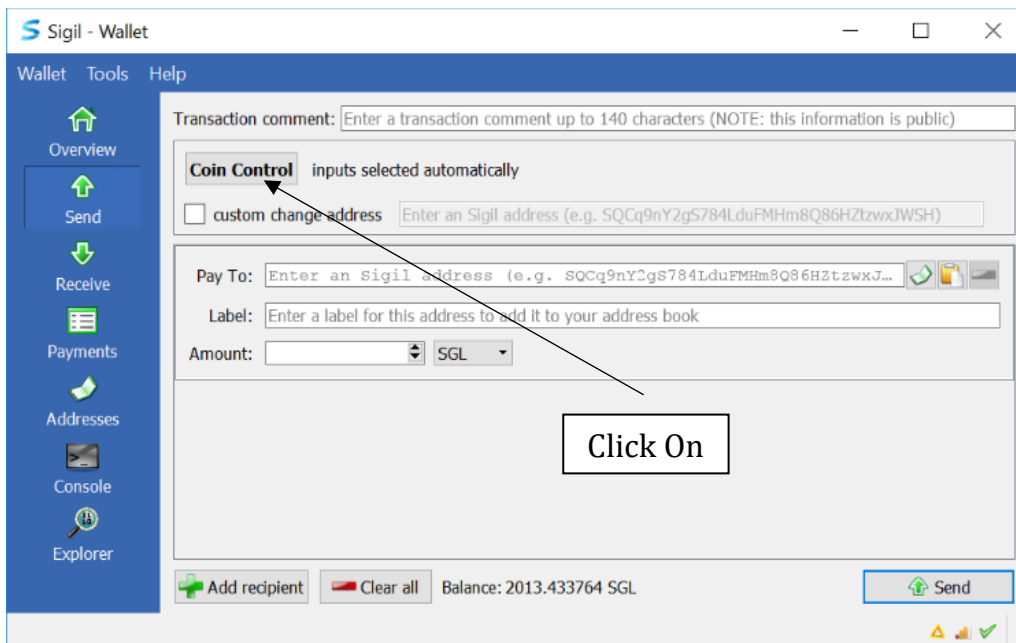 Sigil - Wallet
Wallet Tools Help
Overview
Send
Receive
Payments
Addresses
Console
Explorer
Transaction comment: Enter a transaction comment up to 140 characters (NOTE: this information is public)
Coin Control inputs selected automatically
custom change address Enter an Sigil address (e.g. SQCq9nY2gS784LduFMHm8Q86HZtzwxJWSH)
Pay To: Enter an Sigil address (e.g. SQCq9nY2gS784LduFMHm8Q86HZtzwxJ…
Label: Enter a label for this address to add it to your address book
Amount: SGL
Click On
Add recipient Clear all Balance: 2013.433764 SGL Send